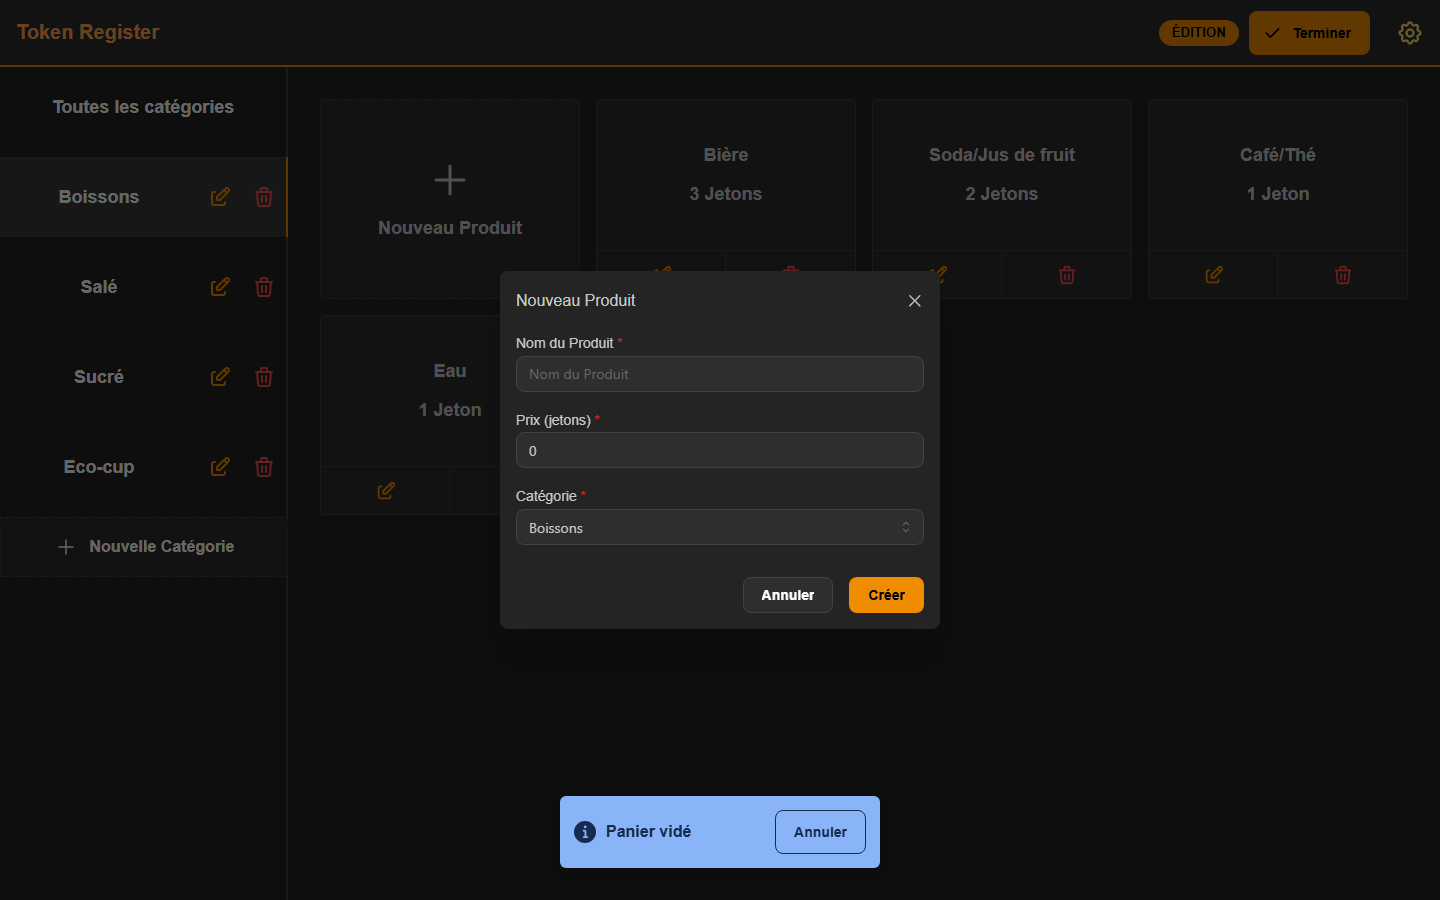 Token Register
ÉDITION
Terminer
Toutes les catégories
Boissons
Salé
Sucré
Eco-cup
Nouvelle Catégorie
Nouveau Produit
Bière
3 Jetons
Soda/Jus de fruit
2 Jetons
Café/Thé
1 Jeton
Eau
1 Jeton
Nouveau Produit
Nom du Produit *
Nom du Produit
Prix (jetons) *
0
Catégorie *
Boissons
Annuler
Créer
Panier vidé
Annuler